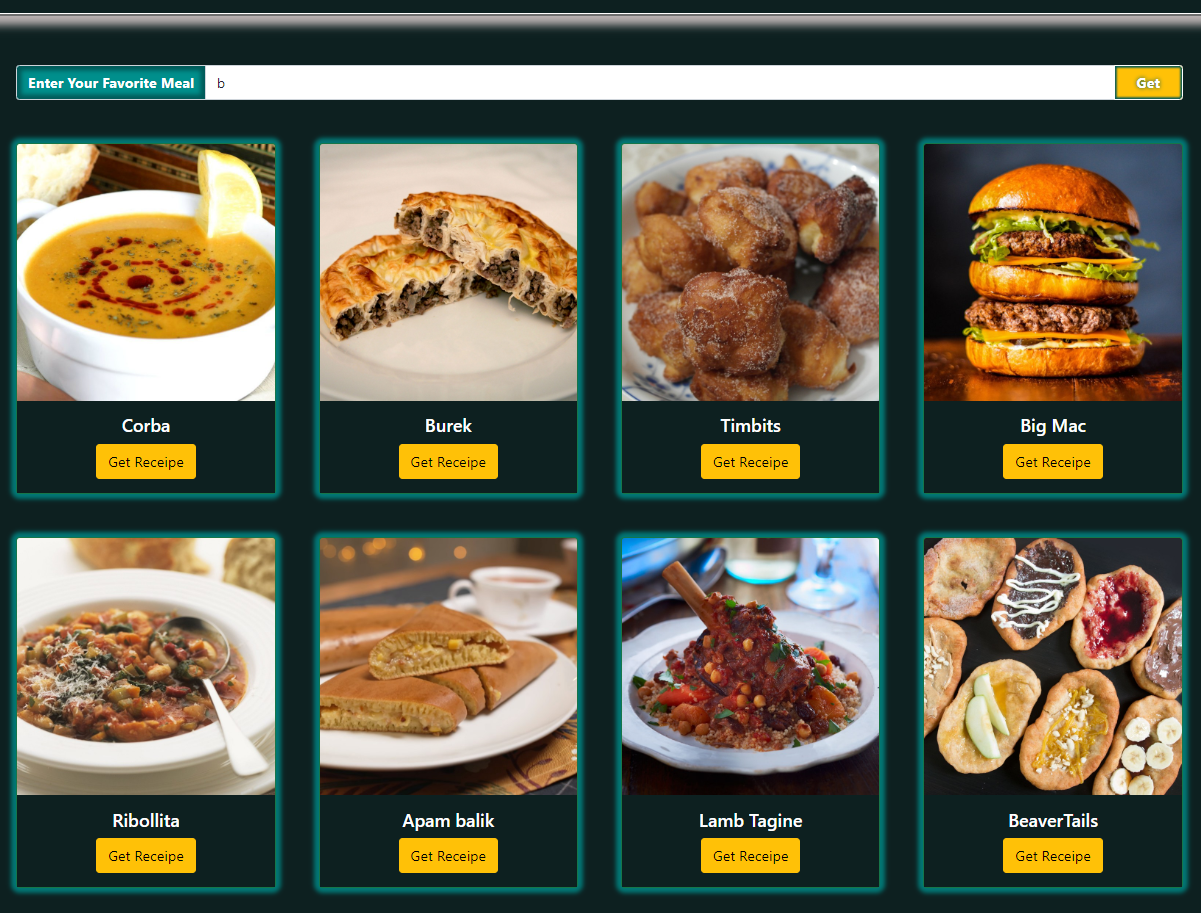 Enter Your Favorite Meal b Get
Corba Burek Timbits Big Mac
Get Receipe Get Receipe Get Receipe Get Receipe
Ribollita Apam balik Lamb Tagine BeaverTails
Get Receipe Get Receipe Get Receipe Get Receipe